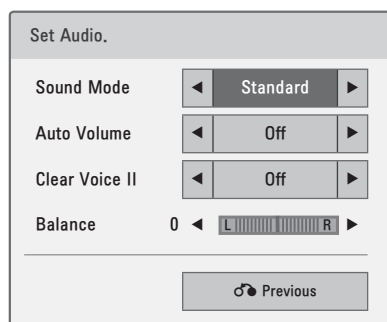 Set Audio.
Sound Mode ◀ Standard ▶
Auto Volume ◀ Off ▶
Clear Voice II ◀ Off ▶
Balance 0 ◀ L R ▶
Previous